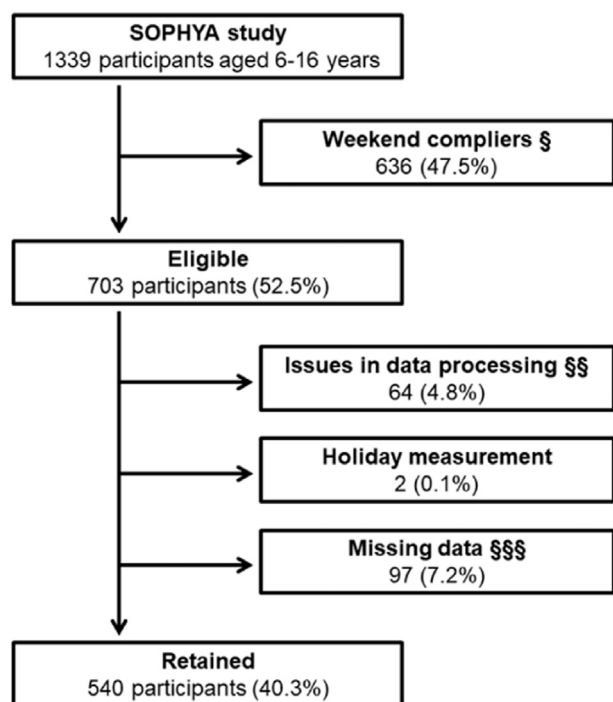 SOPHYA study
1339 participants aged 6-16 years
Weekend compliers §
636 (47.5%)
Eligible
703 participants (52.5%)
Issues in data processing §§
64 (4.8%)
Holiday measurement
2 (0.1%)
Missing data §§§
97 (7.2%)
Retained
540 participants (40.3%)